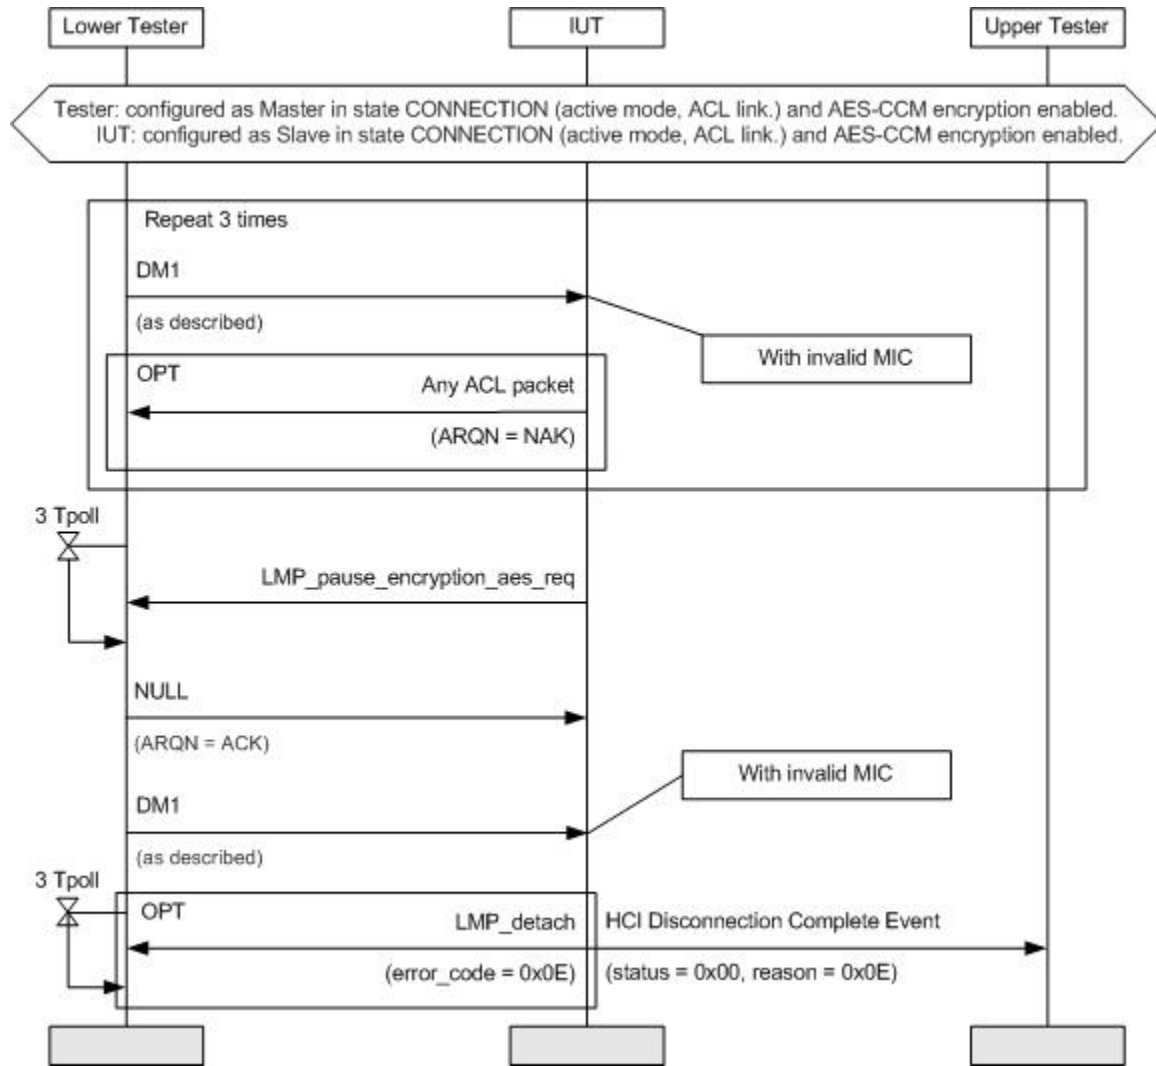 Lower Tester
IUT
Upper Tester
Tester: configured as Master in state CONNECTION (active mode, ACL link.) and AES-CCM encryption enabled.
IUT: configured as Slave in state CONNECTION (active mode, ACL link.) and AES-CCM encryption enabled.
Repeat 3 times
DM1
(as described)
With invalid MIC
OPT
Any ACL packet
(ARQN = NAK)
3 Tpoll
LMP_pause_encryption_aes_req
NULL
(ARQN = ACK)
With invalid MIC
DM1
(as described)
3 Tpoll
OPT
LMP_detach
HCI Disconnection Complete Event
(error_code = 0x0E)
(status = 0x00, reason = 0x0E)